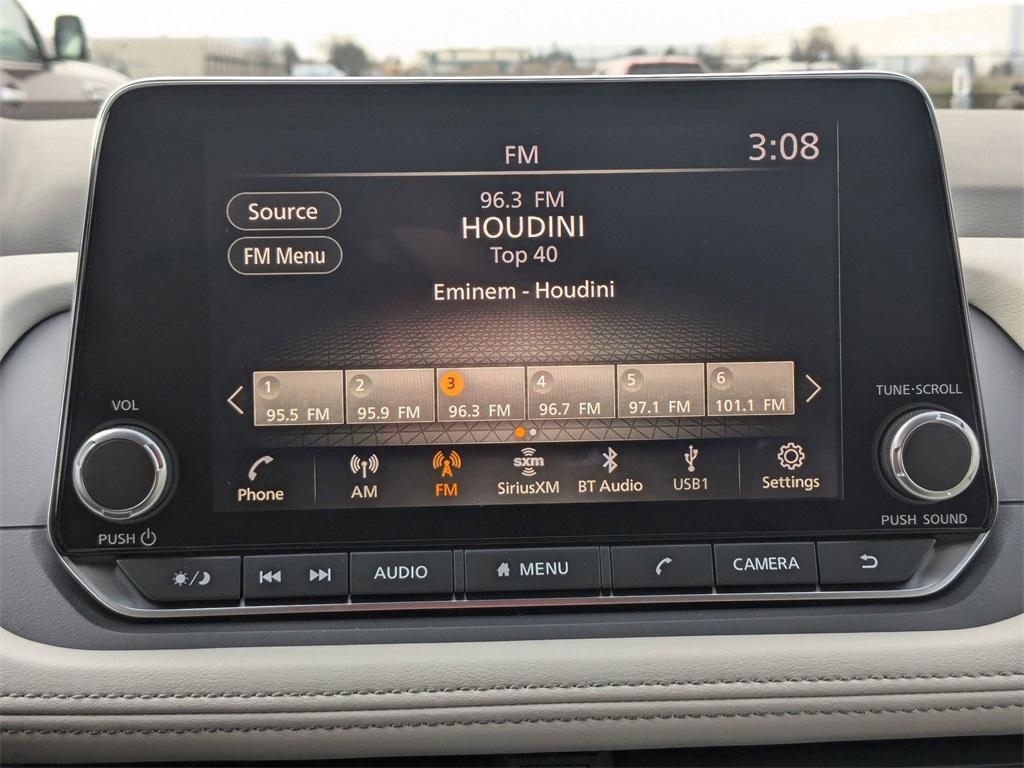 FM
3:08
Source
FM Menu
96.3 FM
HOUDINI
Top 40
Eminem - Houdini
1 2 3 4 5 6
95.5 FM 95.9 FM 96.3 FM 96.7 FM 97.1 FM 101.1 FM
Phone AM FM sxm SiriusXM BT Audio USB1 Settings
VOL
PUSH
TUNE·SCROLL
PUSH SOUND
AUDIO MENU CAMERA